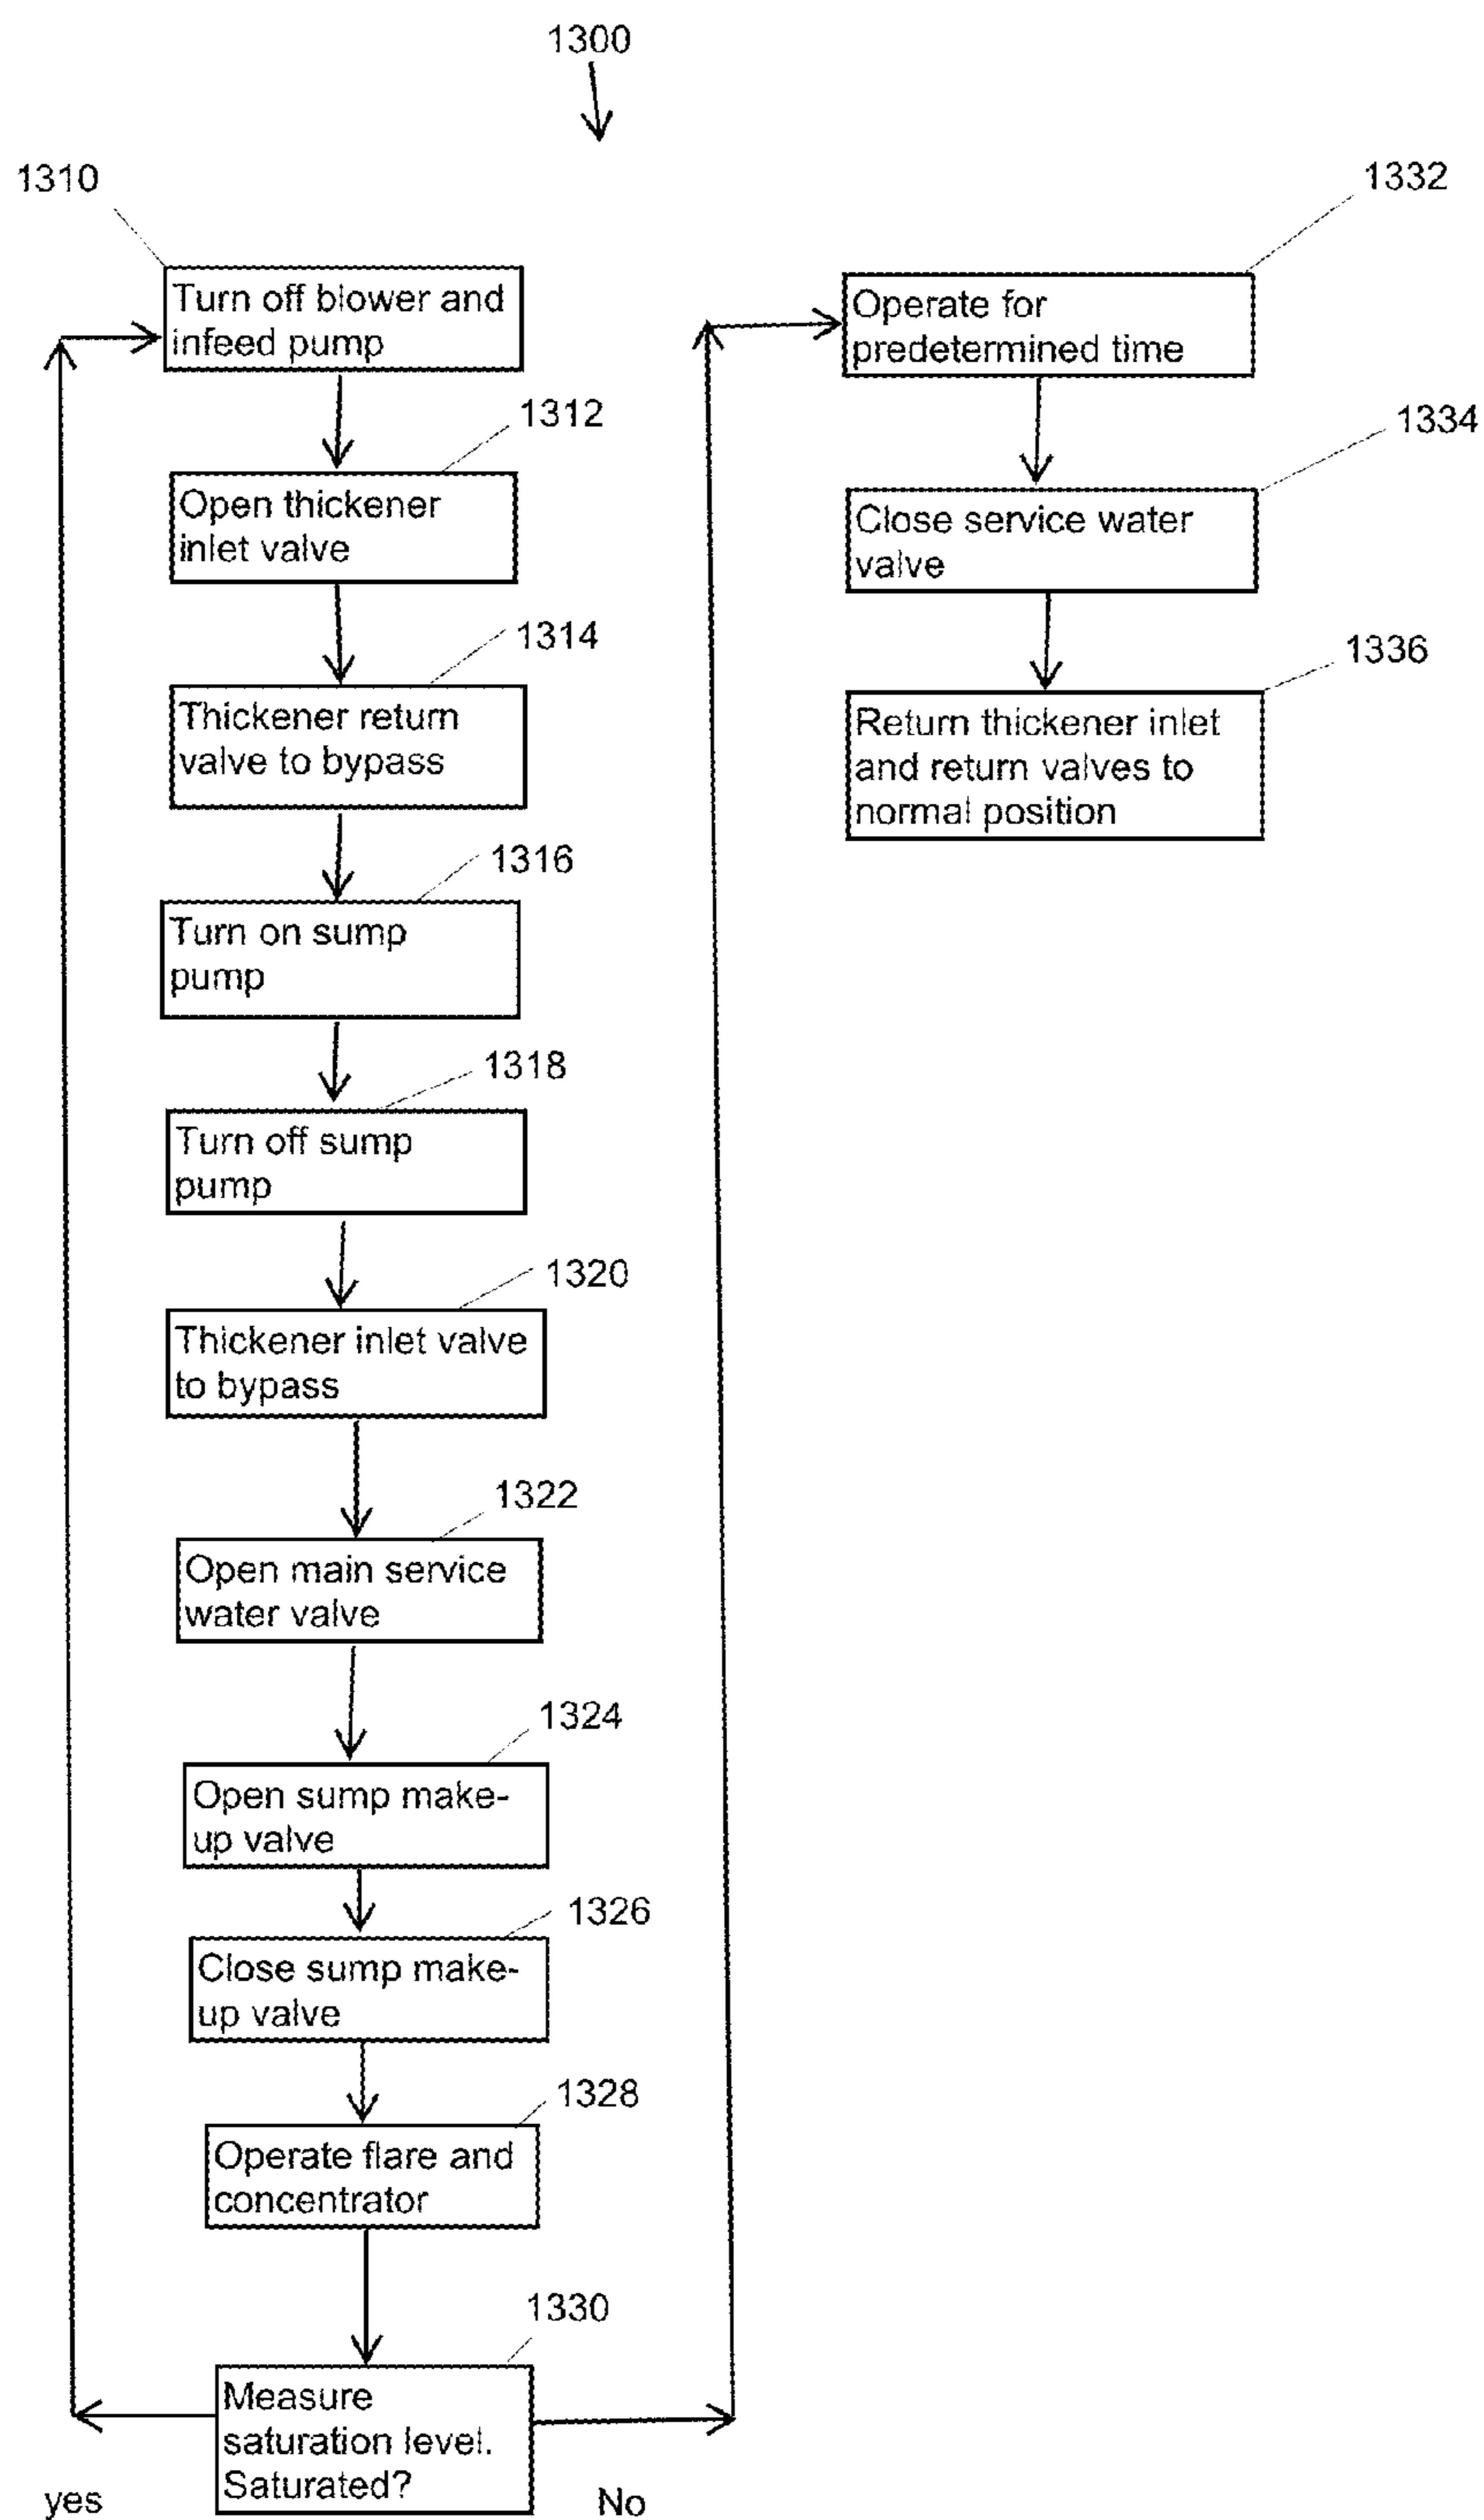 1300
1310
Turn off blower and
infeed pump
1312
Open thickener
inlet valve
1314
Thickener return
valve to bypass
1316
Turn on sump
pump
1318
Turn off sump
pump
1320
Thickener inlet valve
to bypass
1322
Open main service
water valve
1324
Open sump make-
up valve
1326
Close sump make-
up valve
1328
Operate flare and
concentrator
1330
Measure
saturation level.
Saturated?
yes
No
1332
Operate for
predetermined time
1334
Close service water
valve
1336
Return thickener inlet
and return valves to
normal position